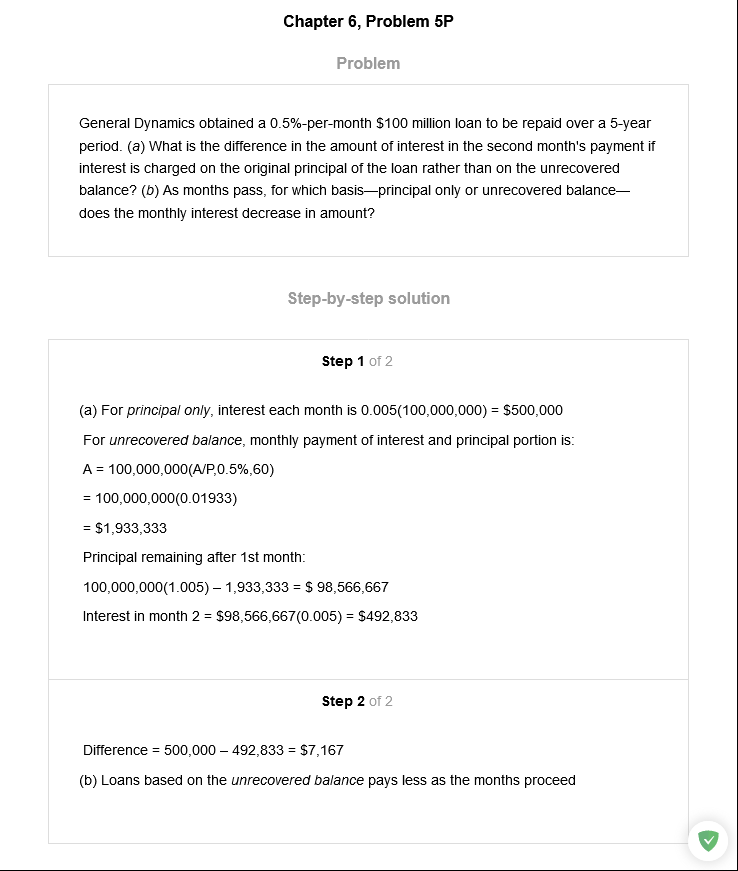 Chapter 6, Problem 5P
Problem
General Dynamics obtained a 0.5%-per-month $100 million loan to be repaid over a 5-year
period. (a) What is the difference in the amount of interest in the second month's payment if
interest is charged on the original principal of the loan rather than on the unrecovered
balance? (b) As months pass, for which basis—principal only or unrecovered balance—
does the monthly interest decrease in amount?
Step-by-step solution
Step 1 of 2
(a) For principal only, interest each month is 0.005(100,000,000) = $500,000
For unrecovered balance, monthly payment of interest and principal portion is:
A = 100,000,000(A/P,0.5%,60)
= 100,000,000(0.01933)
= $1,933,333
Principal remaining after 1st month:
100,000,000(1.005) – 1,933,333 = $ 98,566,667
Interest in month 2 = $98,566,667(0.005) = $492,833
Step 2 of 2
Difference = 500,000 – 492,833 = $7,167
(b) Loans based on the unrecovered balance pays less as the months proceed